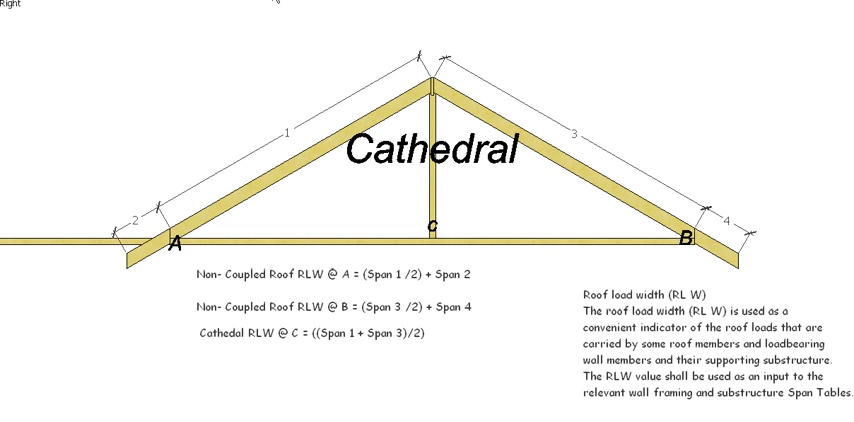 Right
1
3
Cathedral
2
4
c
A
B
Non- Coupled Roof RLW @ A = (Span 1 /2) + Span 2
Non- Coupled Roof RLW @ B = (Span 3 /2) + Span 4
Cathedal RLW @ C = ((Span 1 + Span 3)/2)
Roof load width (RL W)
The roof load width (RL W) is used as a
convenient indicator of the roof loads that are
carried by some roof members and loadbearing
wall members and their supporting substructure.
The RLW value shall be used as an input to the
relevant wall framing and substructure Span Tables.